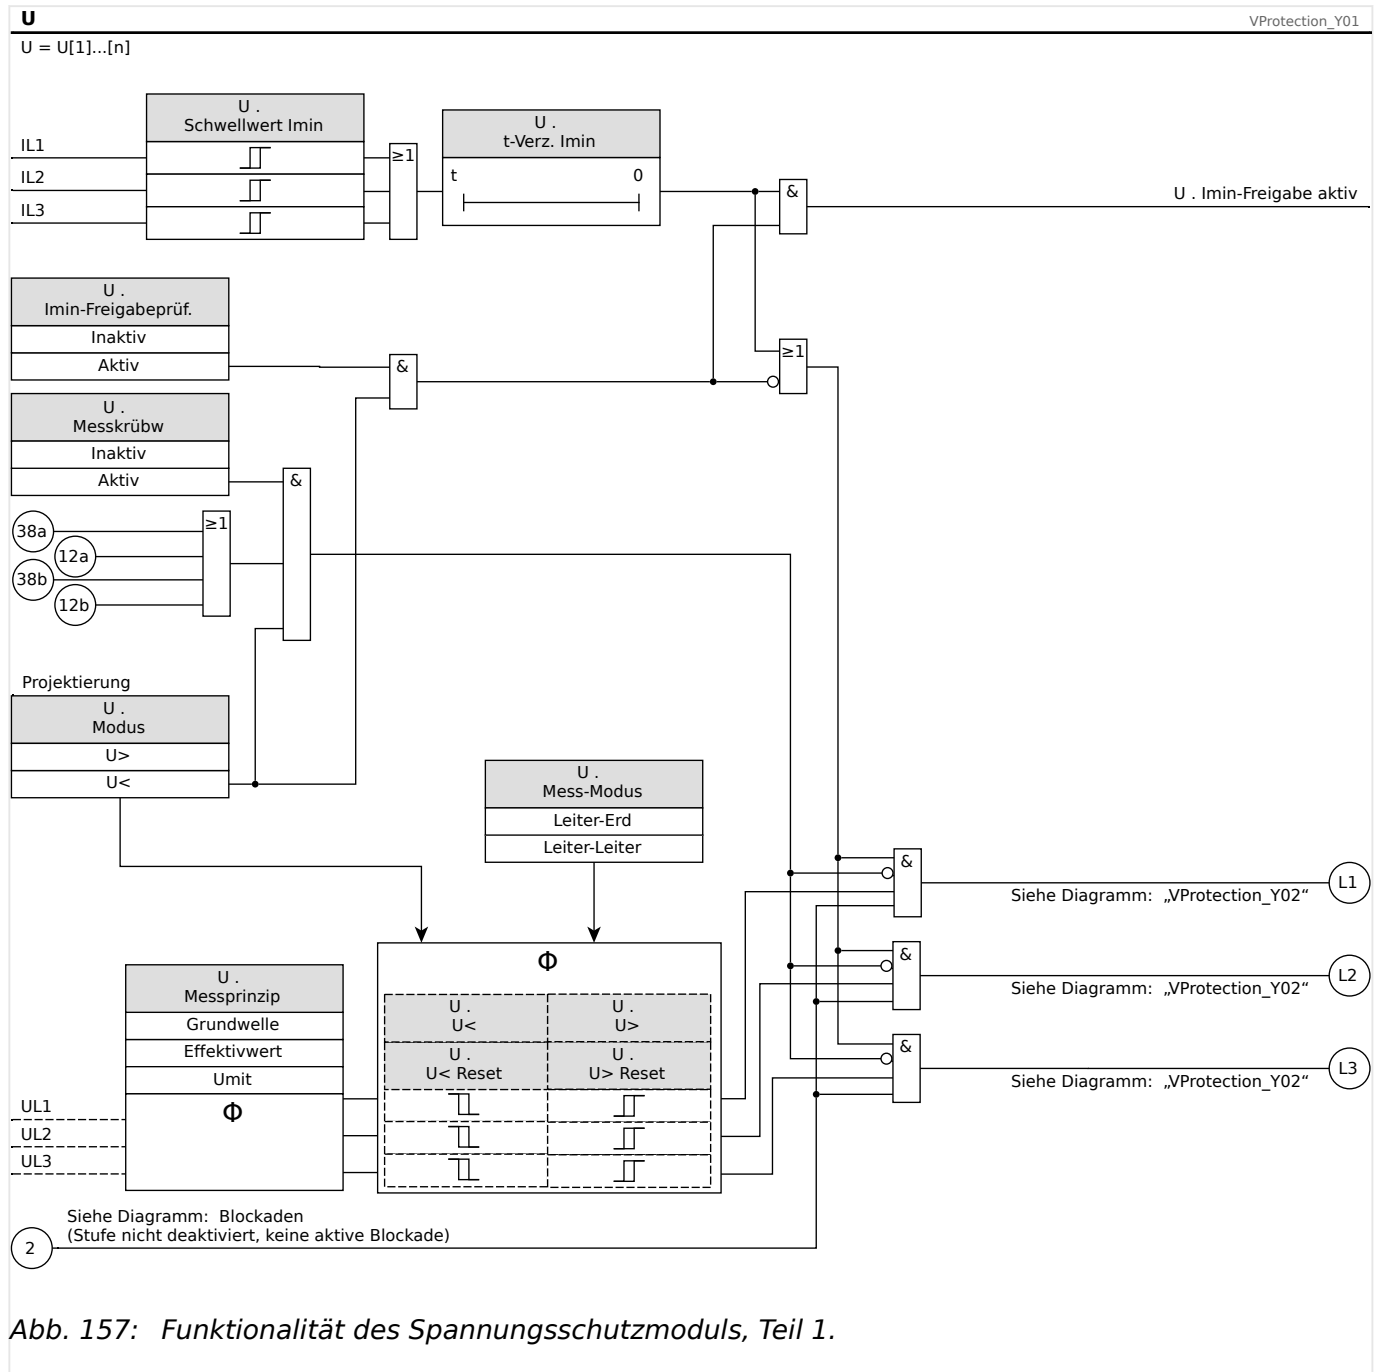 U
VProtection_Y01
U = U[1]...[n]
U .
Schwellwert Imin
IL1
IL2
IL3
≥1
U .
t-Verz. Imin
t
0
&
U . Imin-Freigabe aktiv
U .
Imin-Freigabeprüf.
Inaktiv
Aktiv
&
≥1
U .
Messkrübw
Inaktiv
Aktiv
&
≥1
38a
12a
38b
12b
Projektierung
U .
Modus
U>
U<
U .
Mess-Modus
Leiter-Erd
Leiter-Leiter
&
L1
Siehe Diagramm: „VProtection_Y02“
&
L2
Siehe Diagramm: „VProtection_Y02“
&
L3
Siehe Diagramm: „VProtection_Y02“
Φ
U .
U<
U .
U>
U .
U< Reset
U .
U> Reset
U .
Messprinzip
Grundwelle
Effektivwert
Umit
Φ
UL1
UL2
UL3
Siehe Diagramm: Blockaden
(Stufe nicht deaktiviert, keine aktive Blockade)
2
Abb. 157: Funktionalität des Spannungsschutzmoduls, Teil 1.